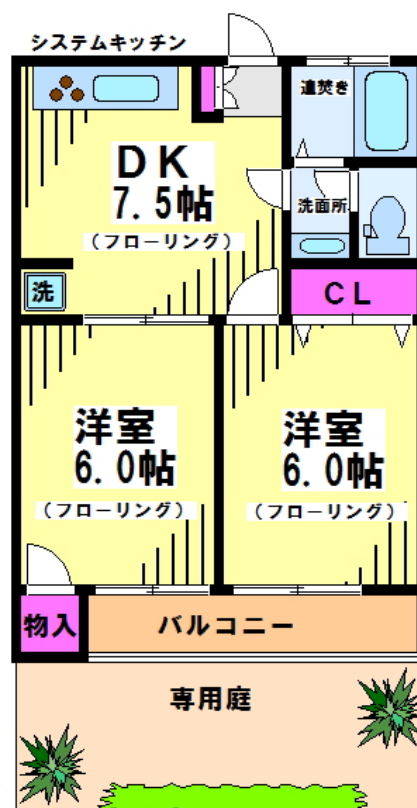 システムキッチン
追焚き
DK
7.5帖
(フローリング)
洗面所
洗
CL
洋室
6.0帖
(フローリング)
洋室
6.0帖
(フローリング)
物入
バルコニー
専用庭